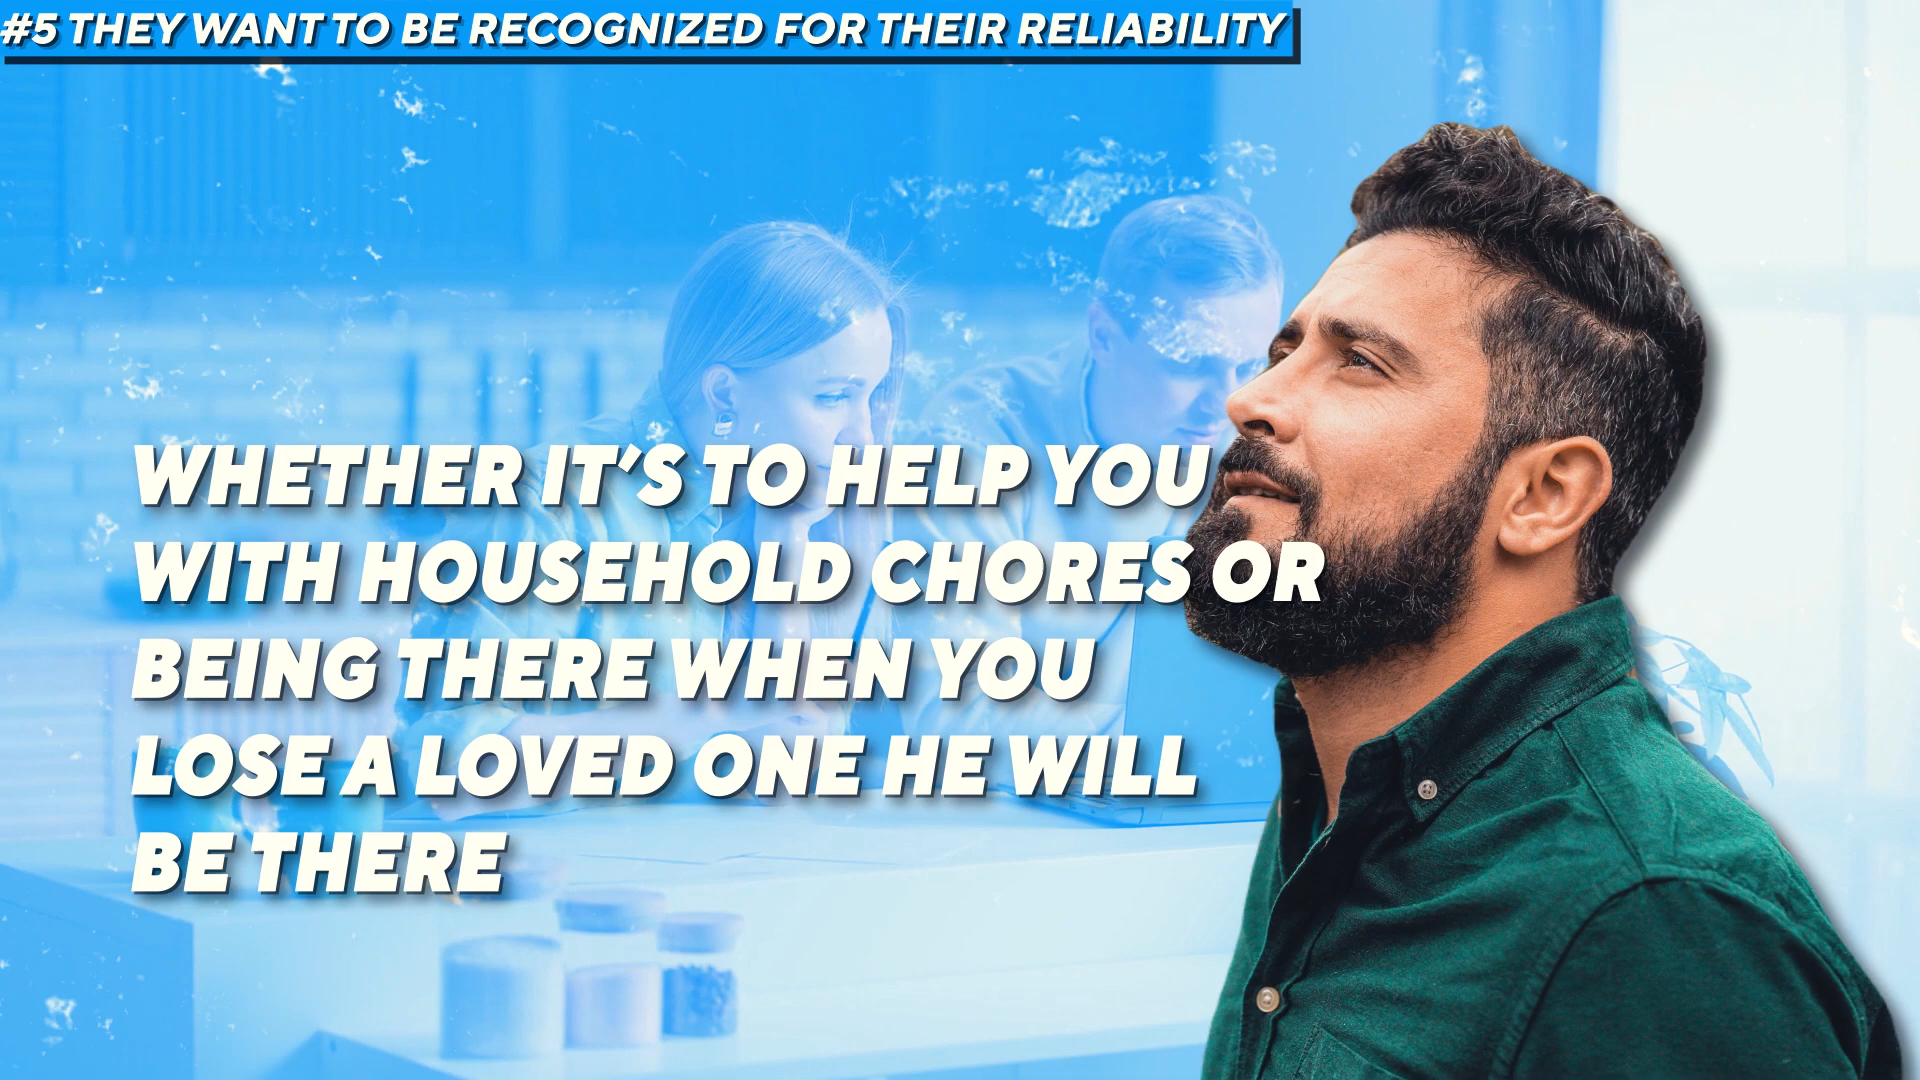 #5 THEY WANT TO BE RECOGNIZED FOR THEIR RELIABILITY
WHETHER IT'S TO HELP YOU
WITH HOUSEHOLD CHORES OR
BEING THERE WHEN YOU
LOSE A LOVED ONE HE WILL
BE THERE